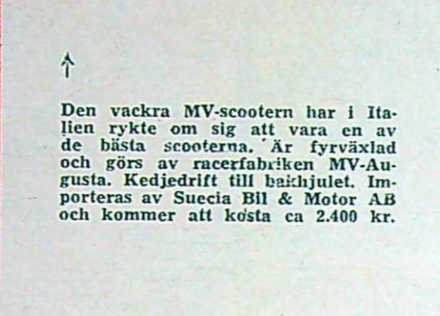 Den vackra MV-scootern har i Ita-
lien rykte om sig att vara en av
de bästa scooterna. Är fyrväxlad
och görs av racerfabriken MV-Au-
gusta. Kedjedrift till bakhjulet. Im-
porteras av Suecia Bil & Motor AB
och kommer att kosta ca 2.400 kr.